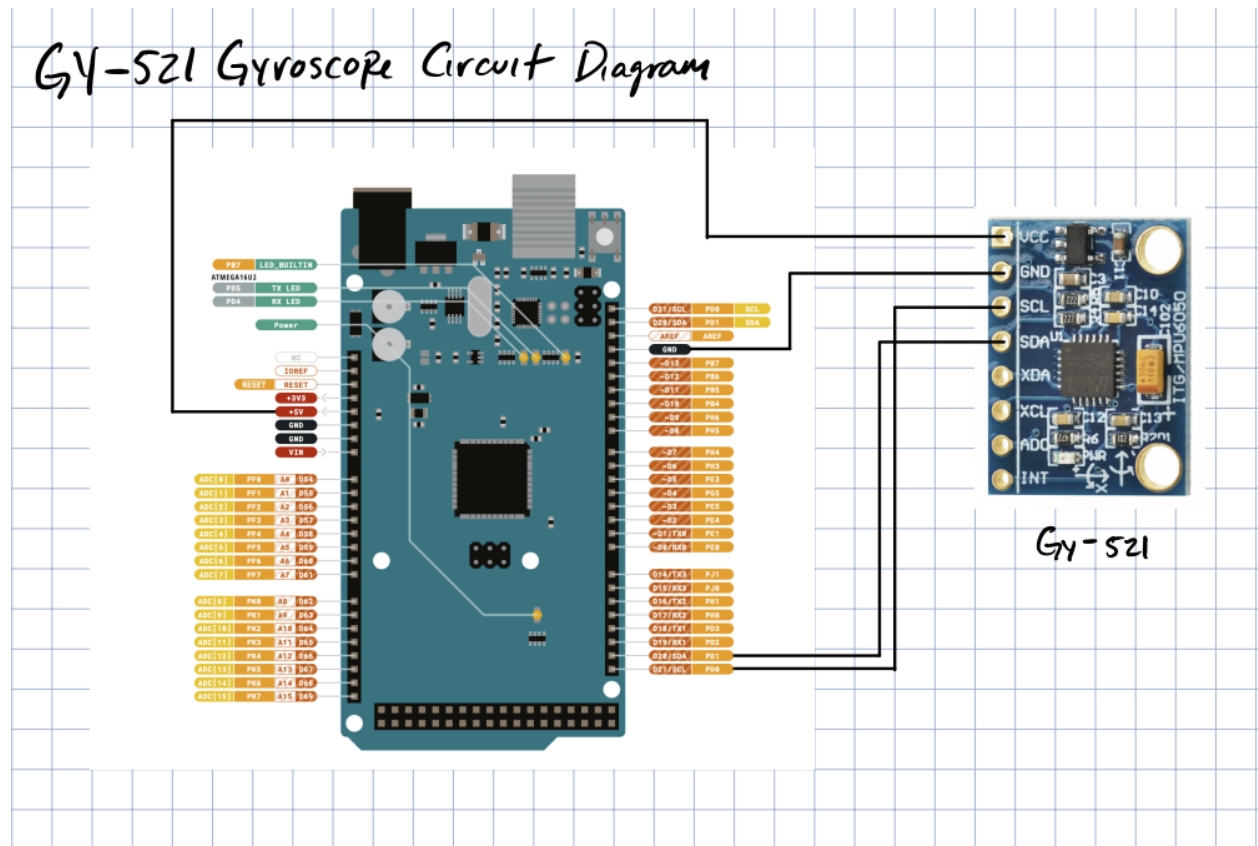 GY-521 Gyroscope Circuit Diagram
PB7 LED_BUILTIN
ATMEGA16U2
PD5 TX LED
PD4 RX LED
Power
NC
IOREF
RESET RESET
+3V3
+5V
GND
GND
VIN
ADC[0] PF0 A0 D54
ADC[1] PF1 A1 D55
ADC[2] PF2 A2 D56
ADC[3] PF3 A3 D57
ADC[4] PF4 A4 D58
ADC[5] PF5 A5 D59
ADC[6] PF6 A6 D60
ADC[7] PF7 A7 D61
ADC[8] PK0 A8 D62
ADC[9] PK1 A9 D63
ADC[10] PK2 A10 D64
ADC[11] PK3 A11 D65
ADC[12] PK4 A12 D66
ADC[13] PK5 A13 D67
ADC[14] PK6 A14 D68
ADC[15] PK7 A15 D69
D21/SCL PD0 SCL
D20/SDA PD1 SDA
AREF AREF
GND
~D13 PB7
~D12 PB6
~D11 PB5
~D10 PB4
~D9 PH6
~D8 PH5
~D7 PH4
~D6 PH3
~D5 PE3
~D4 PG5
~D3 PE5
~D2 PE4
~D1/TX0 PE1
~D0/RX0 PE0
D14/TX3 PJ1
D15/RX3 PJ0
D16/TX2 PH1
D17/RX2 PH0
D18/TX1 PD3
D19/RX1 PD2
D20/SDA PD1
D21/SCL PD0
VCC
GND
SCL
SDA
XDA
XCL
ADO
INT
C3
C10
C14
U1
C102
ITG/MPU6050
C12
C13
R6
PWR
X
GY-521